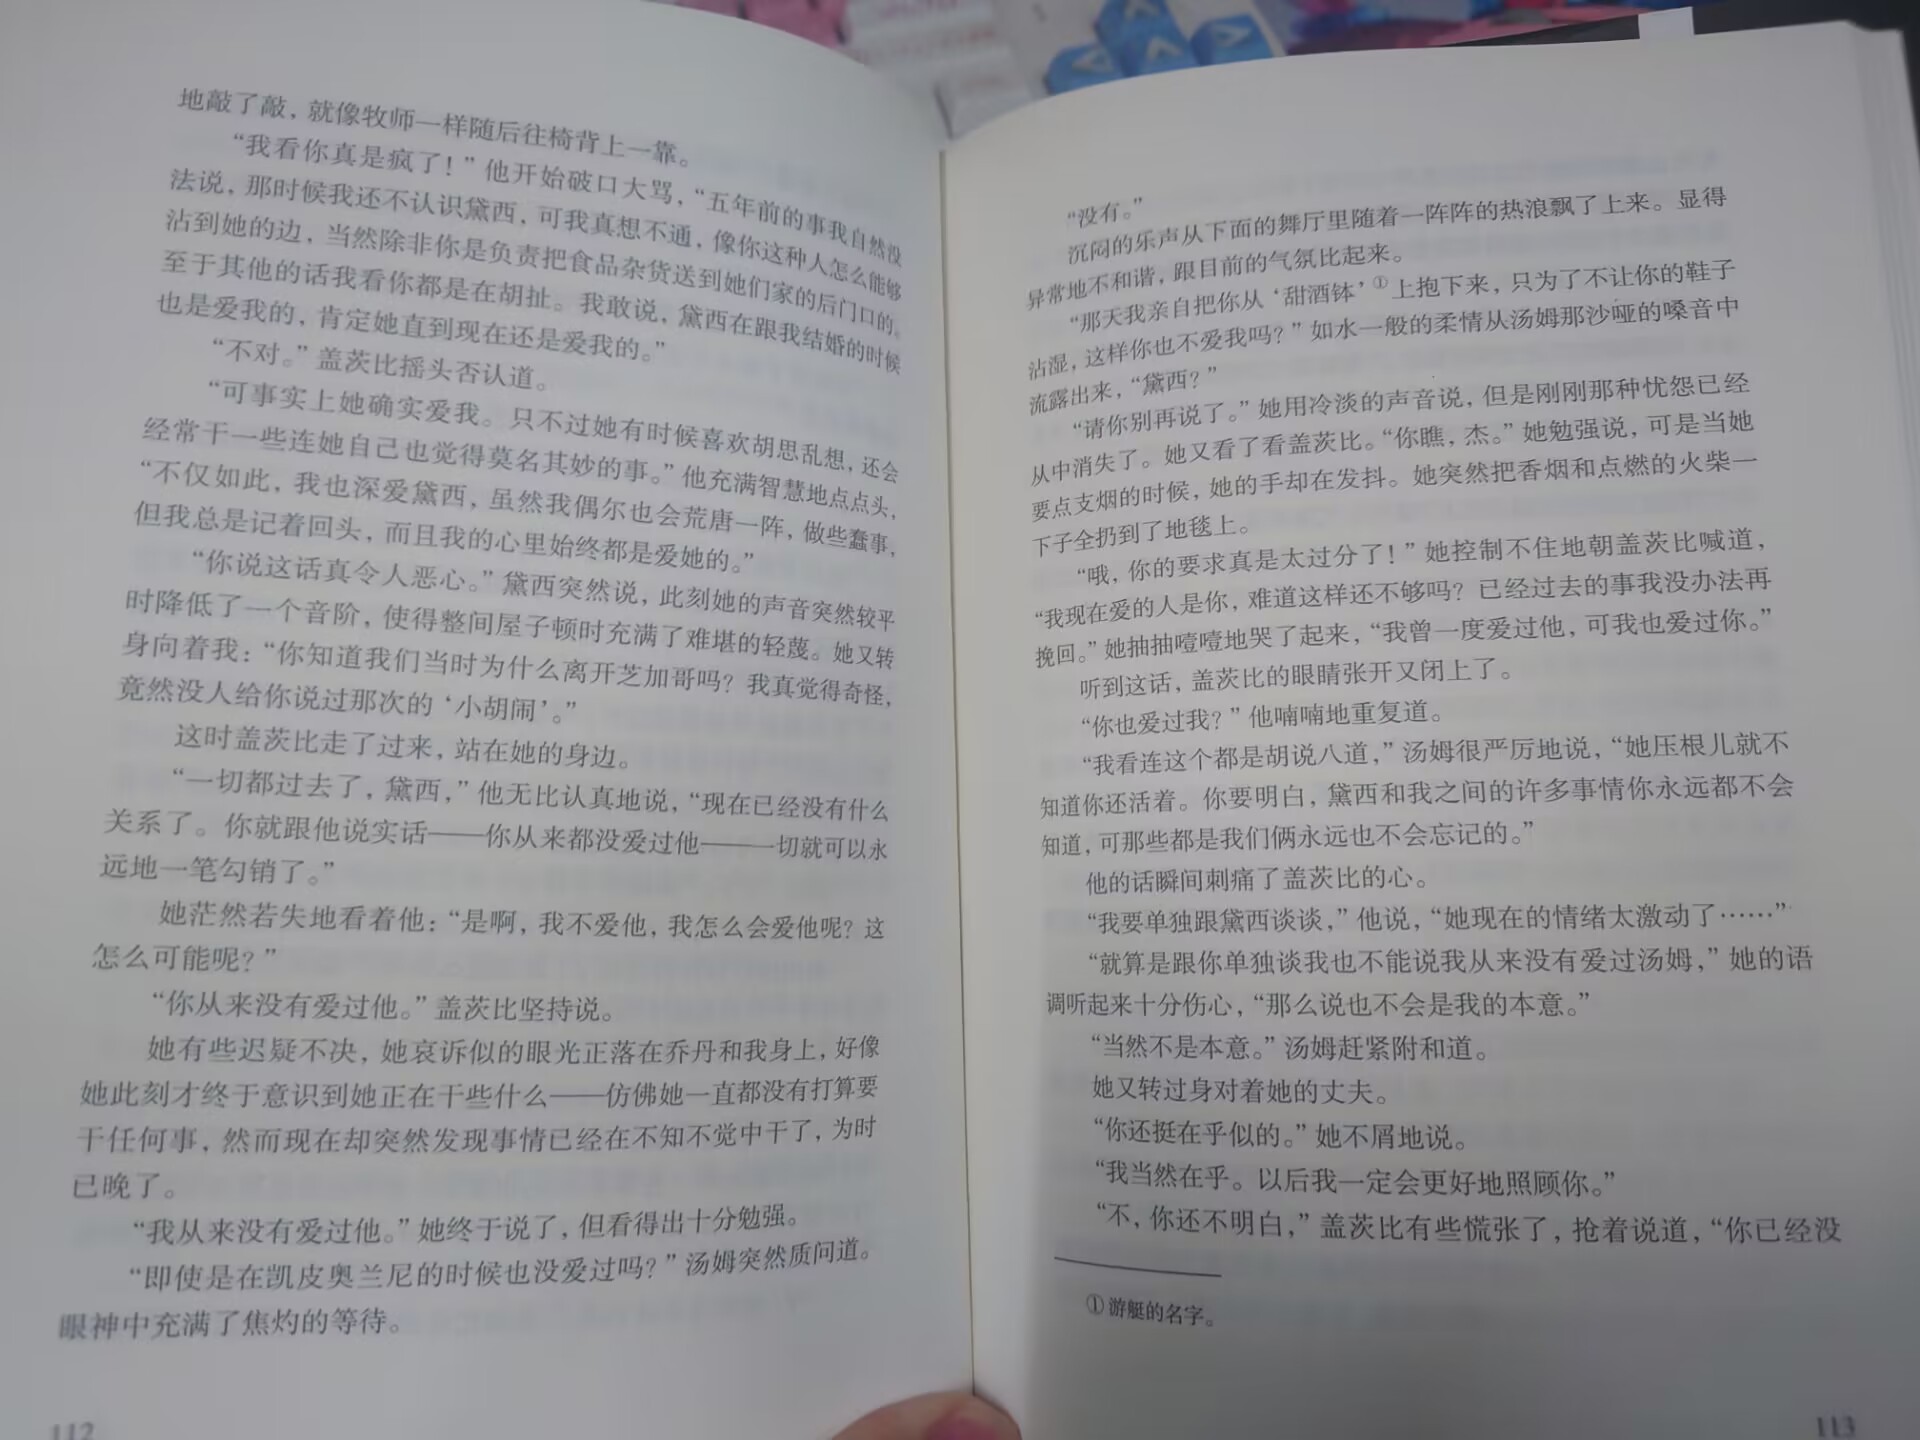 地敲了敲，就像牧师一样随后往椅背上一靠。
“我看你真是疯了！”他开始破口大骂，“五年前的事我自然没
法说，那时候我还不认识黛西，可我真想不通，像你这种人怎么能够
沾到她的边，当然除非你是负责把食品杂货送到她们家的后门口的。
至于其他的话我看你都是在胡扯。我敢说，黛西在跟我结婚的时候
也是爱我的，肯定她直到现在还是爱我的。”
“不对。”盖茨比摇头否认道。
“可事实上她确实爱我。只不过她有时候喜欢胡思乱想，还会
经常干一些连她自己也觉得莫名其妙的事。”他充满智慧地点点头，
“不仅如此，我也深爱黛西，虽然我偶尔也会荒唐一阵，做些蠢事，
但我总是记着回头，而且我的心里始终都是爱她的。”
“你说这话真令人恶心。”黛西突然说，此刻她的声音突然较平
时降低了一个音阶，使得整间屋子顿时充满了难堪的轻蔑。她又转
身向着我：“你知道我们当时为什么离开芝加哥吗？我真觉得奇怪，
竟然没人给你说过那次的‘小胡闹’。”
这时盖茨比走了过来，站在她的身边。
“一切都过去了，黛西，”他无比认真地说，“现在已经没有什么
关系了。你就跟他说实话——你从来都没爱过他——一切就可以永
远地一笔勾销了。”
她茫然若失地看着他：“是啊，我不爱他，我怎么会爱他呢？这
怎么可能呢？”
“你从来没有爱过他。”盖茨比坚持说。
她有些迟疑不决，她哀诉似的眼光正落在乔丹和我身上，好像
她此刻才终于意识到她正在干些什么——仿佛她一直都没有打算要
干任何事，然而现在却突然发现事情已经在不知不觉中干了，为时
已晚了。
“我从来没有爱过他。”她终于说了，但看得出十分勉强。
“即使是在凯皮奥兰尼的时候也没爱过吗？”汤姆突然质问道。
眼神中充满了焦灼的等待。
112
“没有。”
沉闷的乐声从下面的舞厅里随着一阵阵的热浪飘了上来。显得
异常地不和谐，跟目前的气氛比起来。
“那天我亲自把你从‘甜酒钵’①上抱下来，只为了不让你的鞋子
沾湿，这样你也不爱我吗？”如水一般的柔情从汤姆那沙哑的嗓音中
流露出来，“黛西？”
“请你别再说了。”她用冷淡的声音说，但是刚刚那种忧怨已经
从中消失了。她又看了看盖茨比。“你瞧，杰。”她勉强说，可是当她
要点支烟的时候，她的手却在发抖。她突然把香烟和点燃的火柴一
下子全扔到了地毯上。
“哦，你的要求真是太过分了！”她控制不住地朝盖茨比喊道，
“我现在爱的人是你，难道这样还不够吗？已经过去的事我没办法再
挽回。”她抽抽噎噎地哭了起来，“我曾一度爱过他，可我也爱过你。”
听到这话，盖茨比的眼睛张开又闭上了。
“你也爱过我？”他喃喃地重复道。
“我看连这个都是胡说八道，”汤姆很严厉地说，“她压根儿就不
知道你还活着。你要明白，黛西和我之间的许多事情你永远都不会
知道，可那些都是我们俩永远也不会忘记的。”
他的话瞬间刺痛了盖茨比的心。
“我要单独跟黛西谈谈，”他说，“她现在的情绪太激动了……”
“就算是跟你单独谈我也不能说我从来没有爱过汤姆，”她的语
调听起来十分伤心，“那么说也不会是我的本意。”
“当然不是本意。”汤姆赶紧附和道。
她又转过身对着她的丈夫。
“你还挺在乎似的。”她不屑地说。
“我当然在乎。以后我一定会更好地照顾你。”
“不，你还不明白，”盖茨比有些慌张了，抢着说道，“你已经没
①游艇的名字。
113